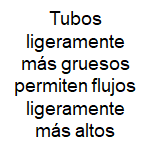 Tubos
ligeramente
más gruesos
permiten flujos
ligeramente
más altos